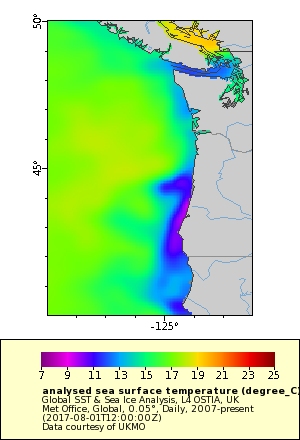 50°
45°
-125°
7 9 11 13 15 17 19 21 23 25
analysed sea surface temperature (degree_C)
Global SST & Sea Ice Analysis, L4 OSTIA, UK
Met Office, Global, 0.05°, Daily, 2007-present
(2017-08-01T12:00:00Z)
Data courtesy of UKMO